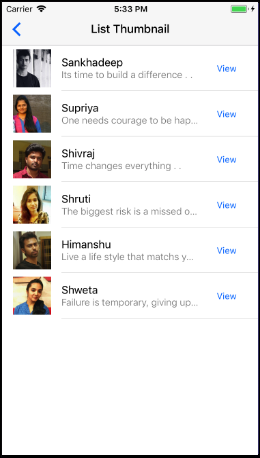 Carrier 5:33 PM
List Thumbnail
Sankhadeep
Its time to build a difference . .
View
Supriya
One needs courage to be hap...
View
Shivraj
Time changes everything . .
View
Shruti
The biggest risk is a missed o...
View
Himanshu
Live a life style that matchs y...
View
Shweta
Failure is temporary, giving up...
View